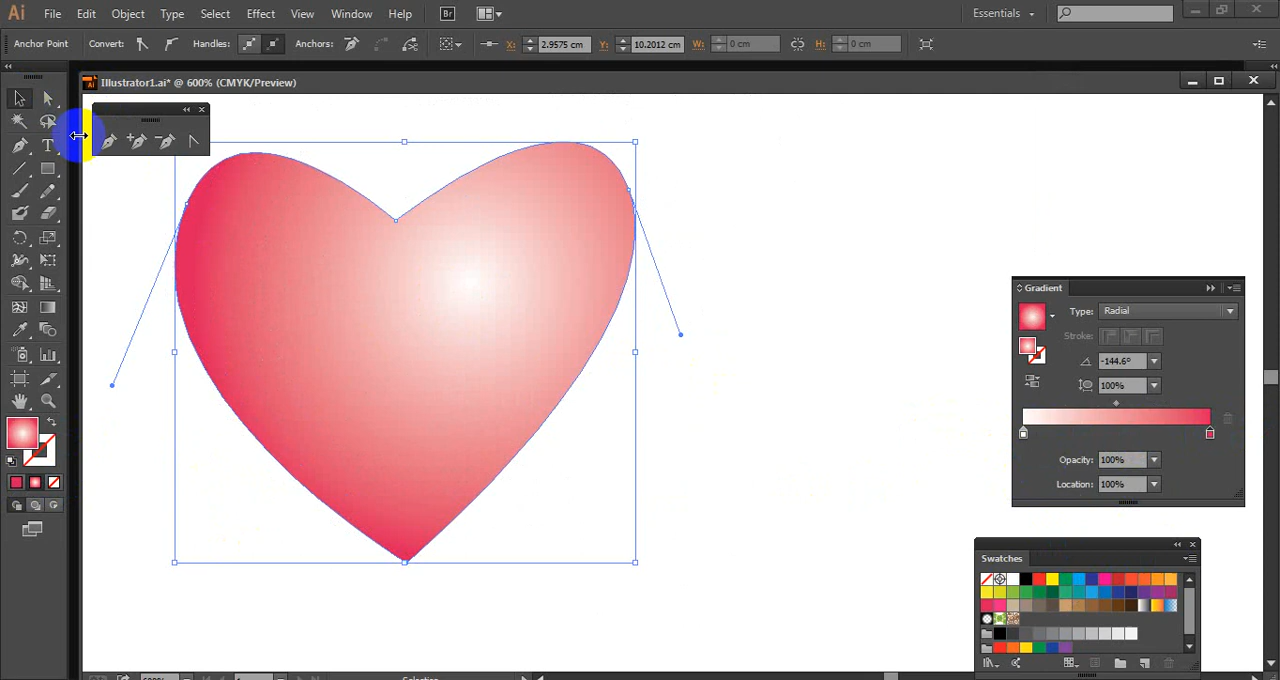 Ai File Edit Object Type Select Effect View Window Help Br Essentials
Anchor Point Convert: Handles: Anchors: X: 2.9575 cm Y: 10.2012 cm W: 0 cm H: 0 cm
Illustrator1.ai* @ 600% (CMYK/Preview)
T
Gradient
Type: Radial
Stroke:
-144.6°
100%
Opacity: 100%
Location: 100%
Swatches
Selection